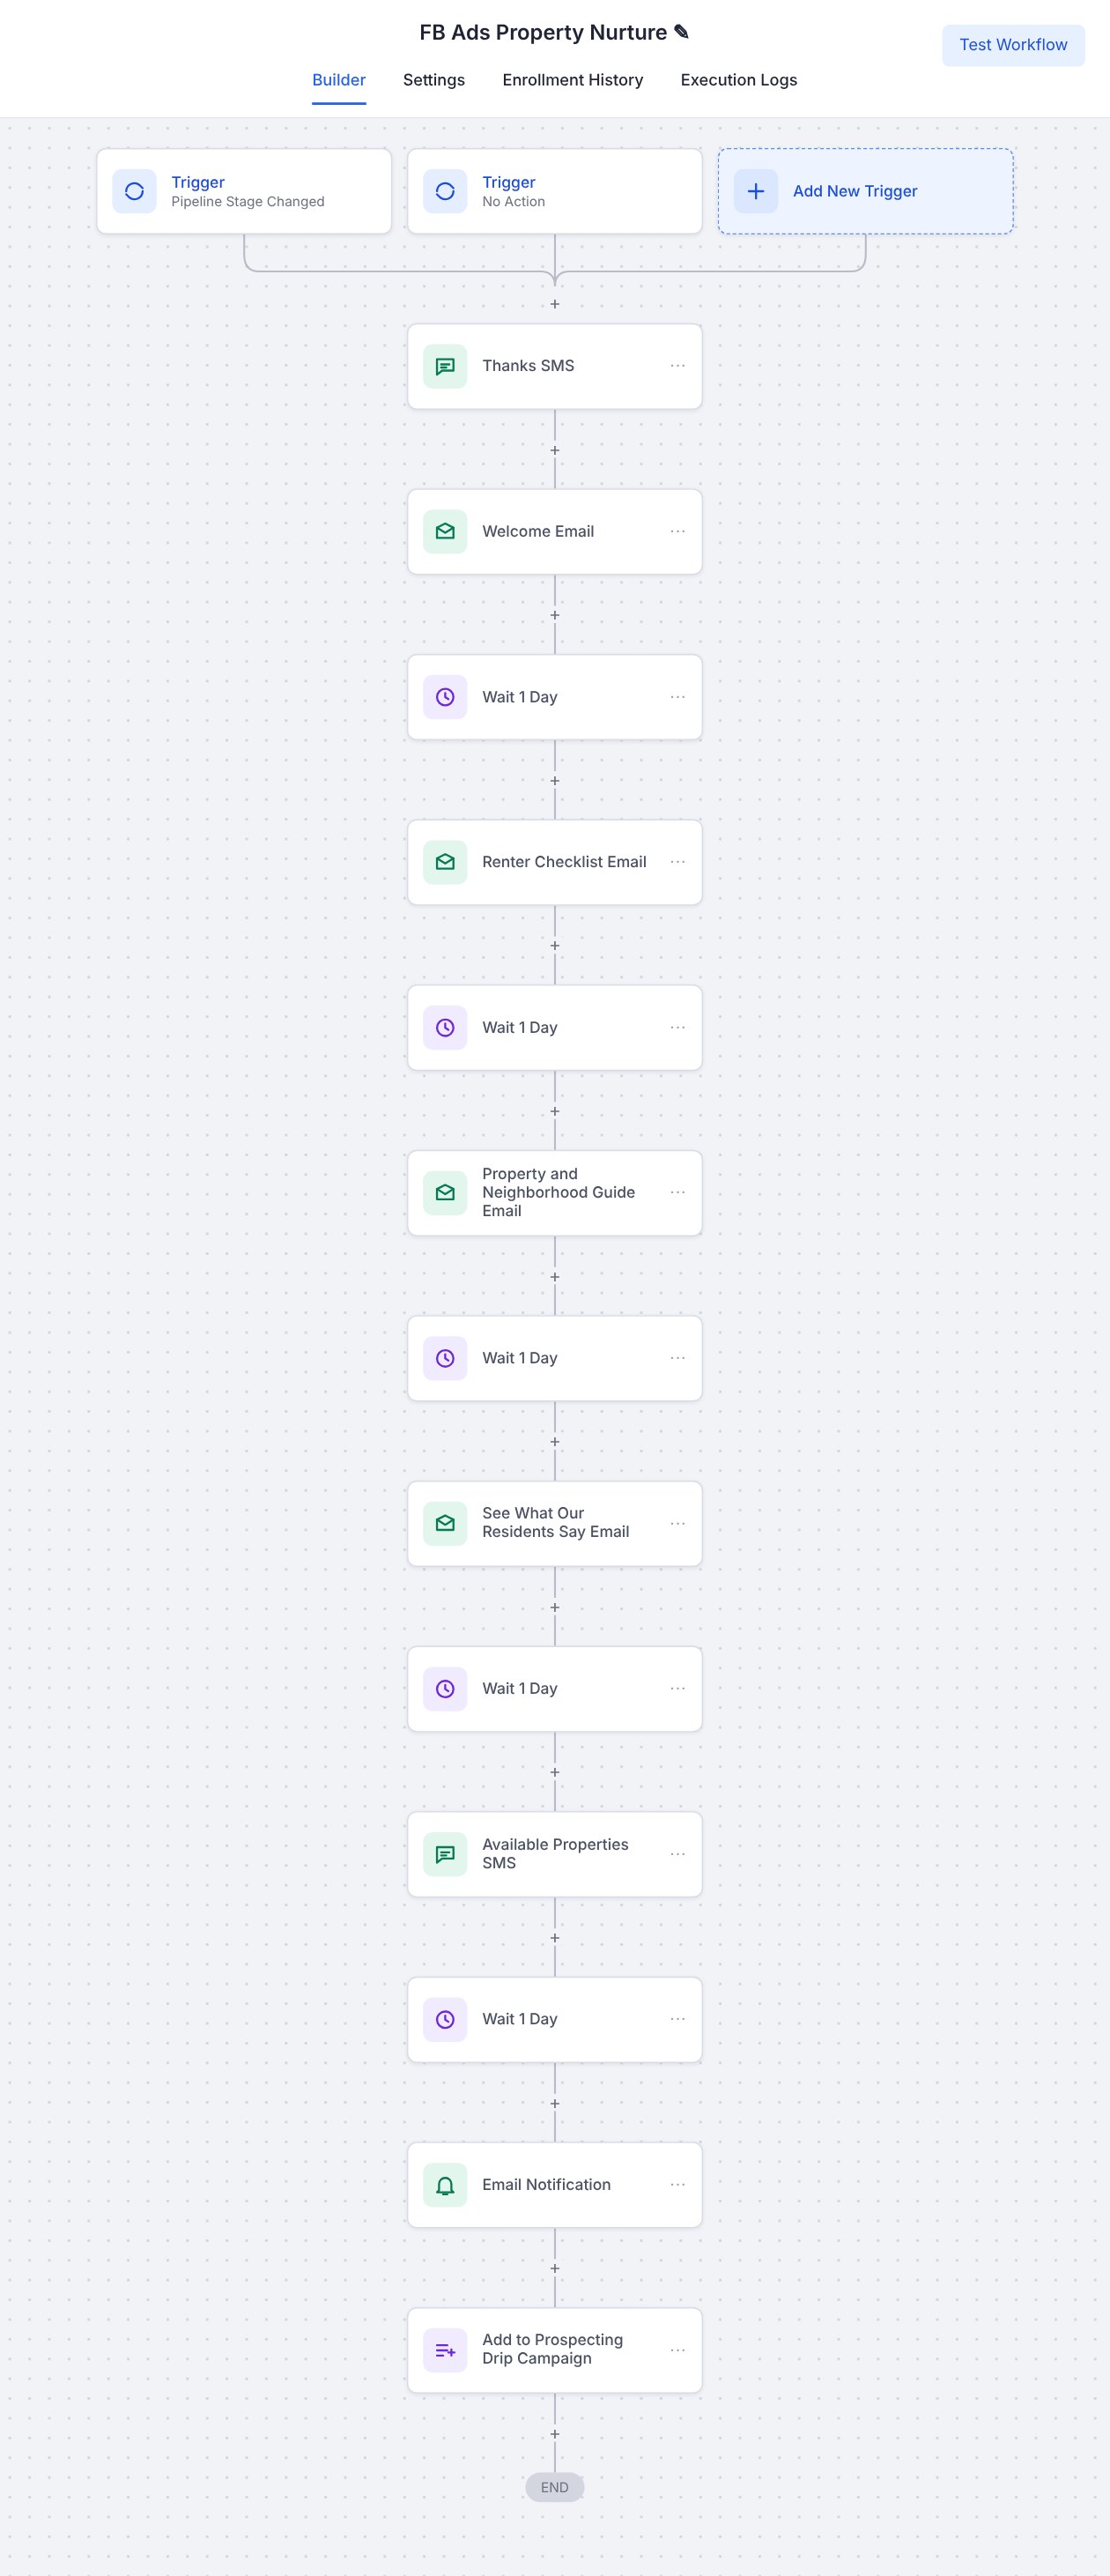 FB Ads Property Nurture ✎
Test Workflow
Builder
Settings
Enrollment History
Execution Logs
Trigger
Pipeline Stage Changed
Trigger
No Action
Add New Trigger
Thanks SMS
Welcome Email
Wait 1 Day
Renter Checklist Email
Wait 1 Day
Property and
Neighborhood Guide
Email
Wait 1 Day
See What Our
Residents Say Email
Wait 1 Day
Available Properties
SMS
Wait 1 Day
Email Notification
Add to Prospecting
Drip Campaign
END